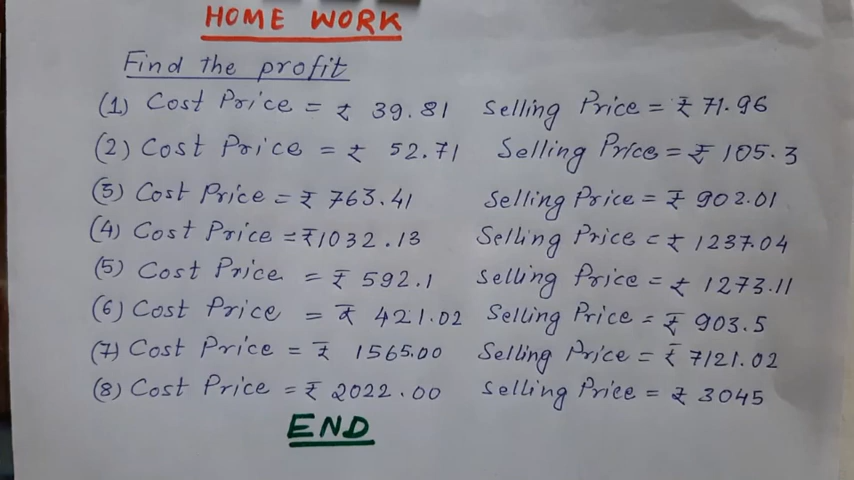 HOME WORK
Find the profit
(1) Cost Price = ₹ 39.81 Selling Price = ₹ 71.96
(2) Cost Price = ₹ 52.71 Selling Price = ₹ 105.3
(3) Cost Price = ₹ 763.41 Selling Price = ₹ 902.01
(4) Cost Price = ₹ 1032.13 Selling Price = ₹ 1237.04
(5) Cost Price = ₹ 592.1 Selling Price = ₹ 1273.11
(6) Cost Price = ₹ 421.02 Selling Price = ₹ 903.5
(7) Cost Price = ₹ 1565.00 Selling Price = ₹ 7121.02
(8) Cost Price = ₹ 2022.00 Selling Price = ₹ 3045
END